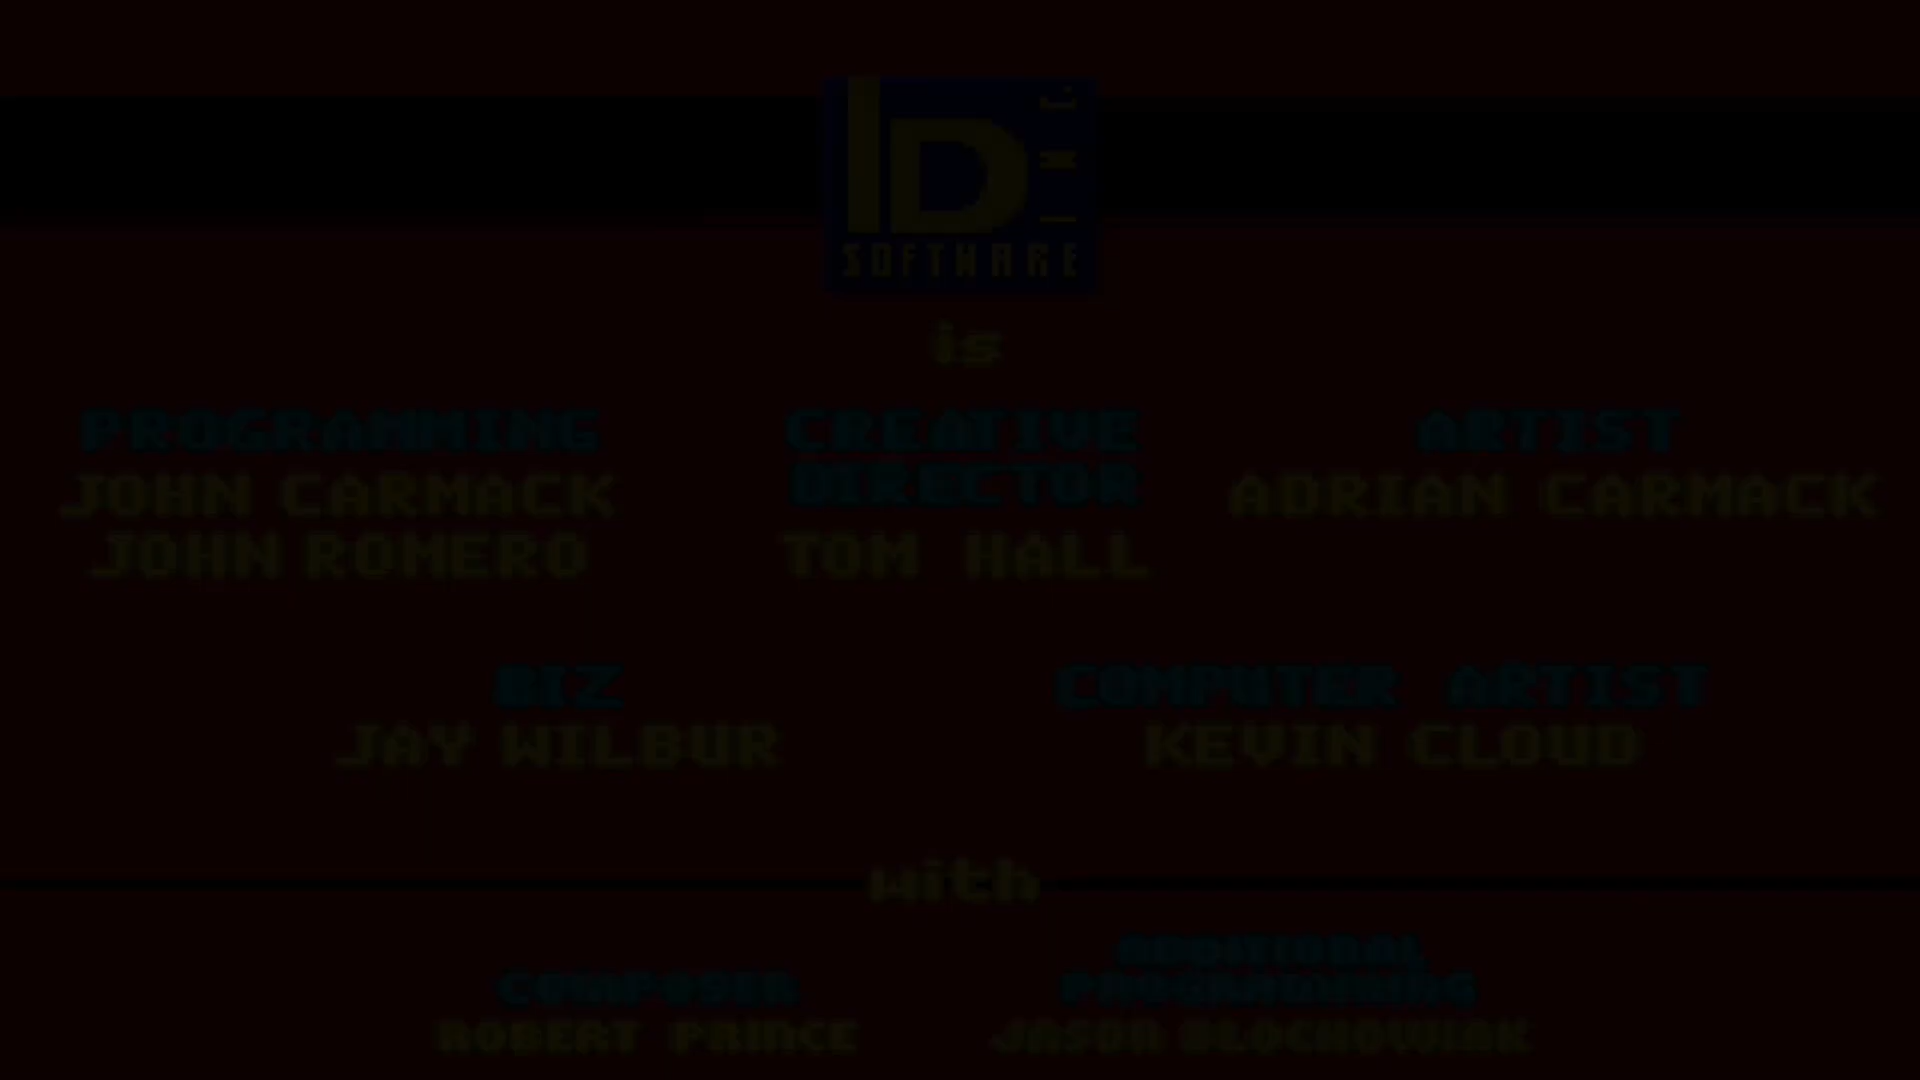 ID
SOFTWARE
is
PROGRAMMING
JOHN CARMACK
JOHN ROMERO
CREATIVE
DIRECTOR
TOM HALL
ARTIST
ADRIAN CARMACK
BIZ
JAY WILBUR
COMPUTER ARTIST
KEVIN CLOUD
with
COMPOSER
ROBERT PRINCE
ADDITIONAL
PROGRAMMING
JASON BLOCHOWIAK